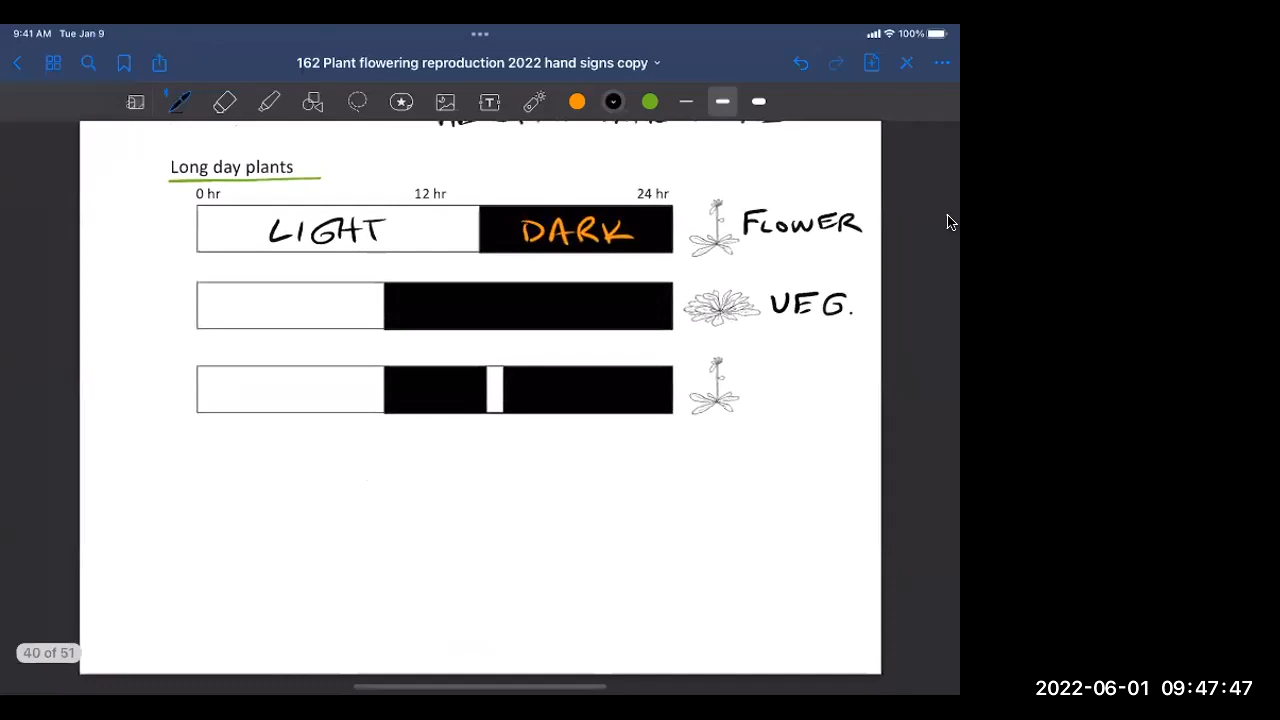 9:41 AM Tue Jan 9
100%
162 Plant flowering reproduction 2022 hand signs copy
T
Long day plants
0 hr 12 hr 24 hr
LIGHT DARK FLOWER
VEG.
40 of 51
2022-06-01 09:47:47